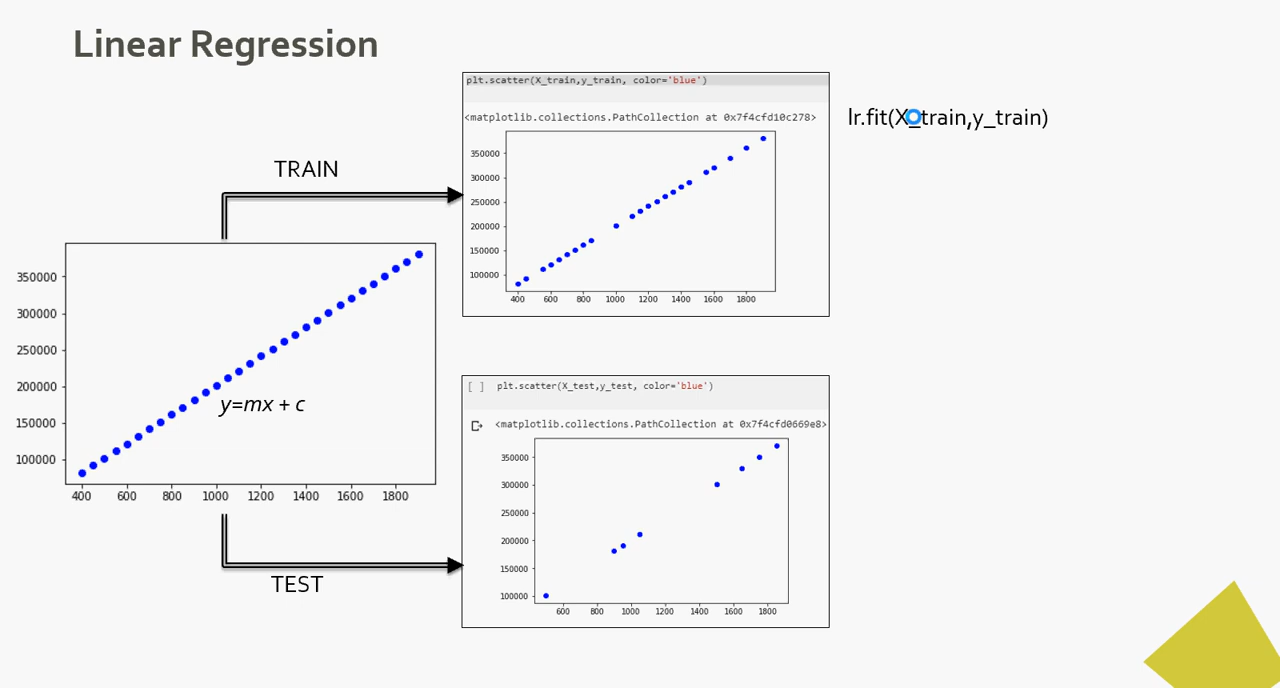 Linear Regression
plt.scatter(X_train,y_train, color='blue')
<matplotlib.collections.PathCollection at 0x7f4cfd10c278>
350000
300000
250000
200000
150000
100000
400 600 800 1000 1200 1400 1600 1800
lr.fit(X_train,y_train)
TRAIN
350000
300000
250000
200000
150000
100000
y=mx + c
400 600 800 1000 1200 1400 1600 1800
TEST
[ ] plt.scatter(X_test,y_test, color='blue')
<matplotlib.collections.PathCollection at 0x7f4cfd0669e8>
350000
300000
250000
200000
150000
100000
600 800 1000 1200 1400 1600 1800